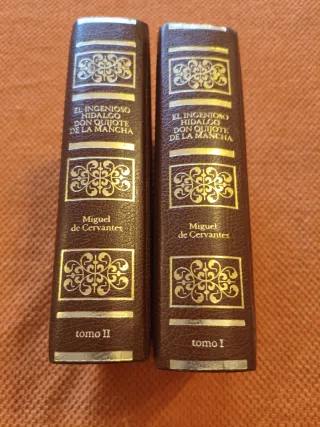 EL INGENIOSO
HIDALGO
DON QUIJOTE
DE LA MANCHA
Miguel
de Cervantes
tomo II
EL INGENIOSO
HIDALGO
DON QUIJOTE
DE LA MANCHA
Miguel
de Cervantes
tomo I